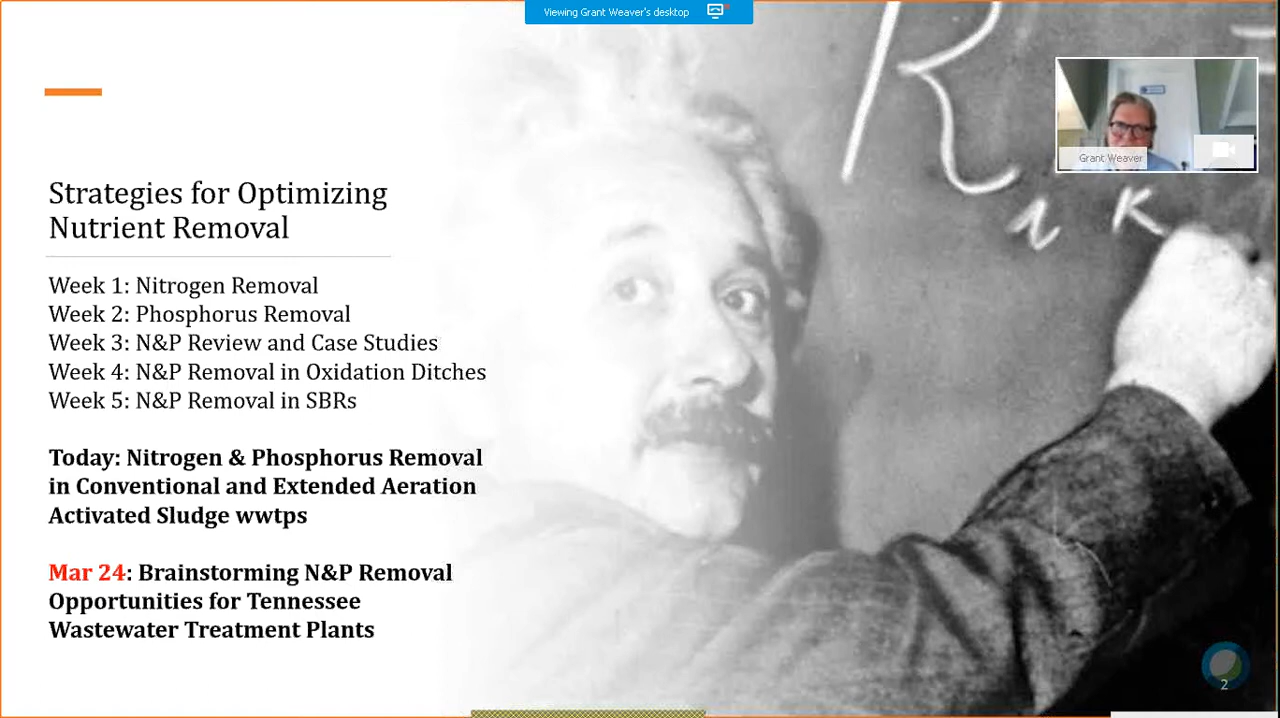 Viewing Grant Weaver's desktop
R
N K
Grant Weaver
Strategies for Optimizing
Nutrient Removal
Week 1: Nitrogen Removal
Week 2: Phosphorus Removal
Week 3: N&P Review and Case Studies
Week 4: N&P Removal in Oxidation Ditches
Week 5: N&P Removal in SBRs
Today: Nitrogen & Phosphorus Removal
in Conventional and Extended Aeration
Activated Sludge wwtps
Mar 24: Brainstorming N&P Removal
Opportunities for Tennessee
Wastewater Treatment Plants
2